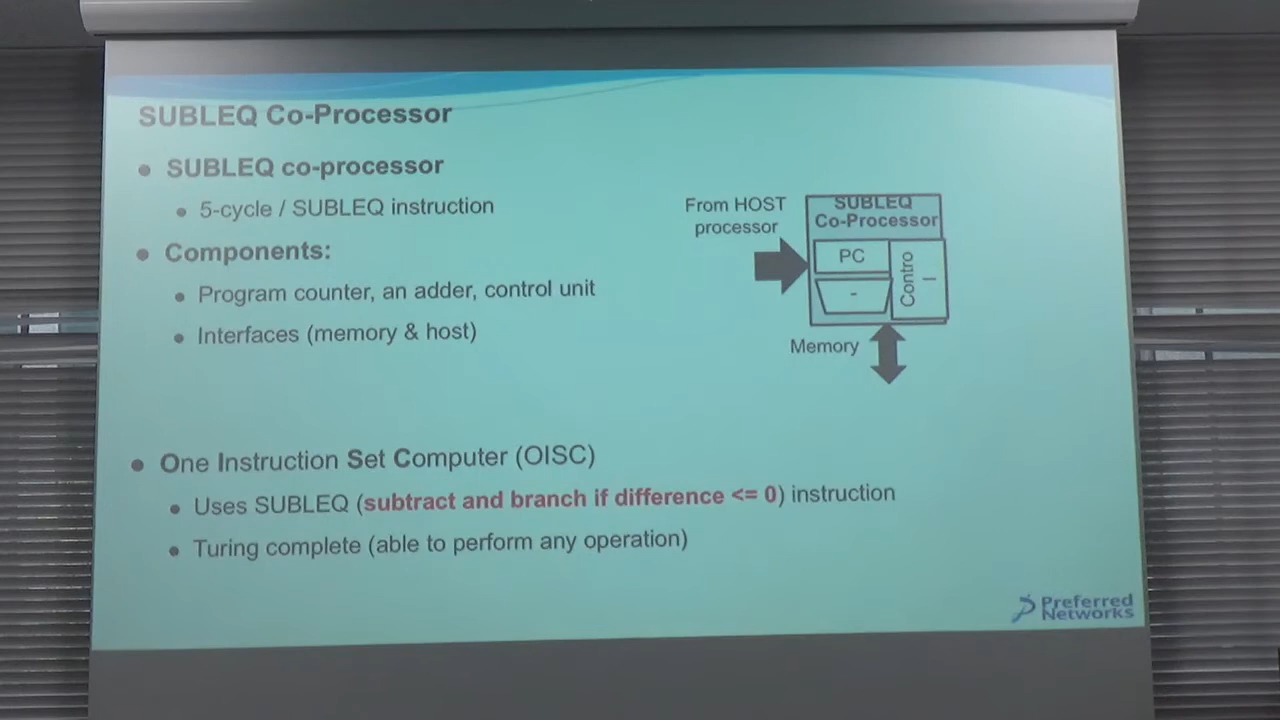 SUBLEQ Co-Processor
• SUBLEQ co-processor
• 5-cycle / SUBLEQ instruction
• Components:
• Program counter, an adder, control unit
• Interfaces (memory & host)
From HOST
processor
SUBLEQ
Co-Processor
PC
-
Contro
l
Memory
• One Instruction Set Computer (OISC)
• Uses SUBLEQ (subtract and branch if difference <= 0) instruction
• Turing complete (able to perform any operation)
Preferred
Networks